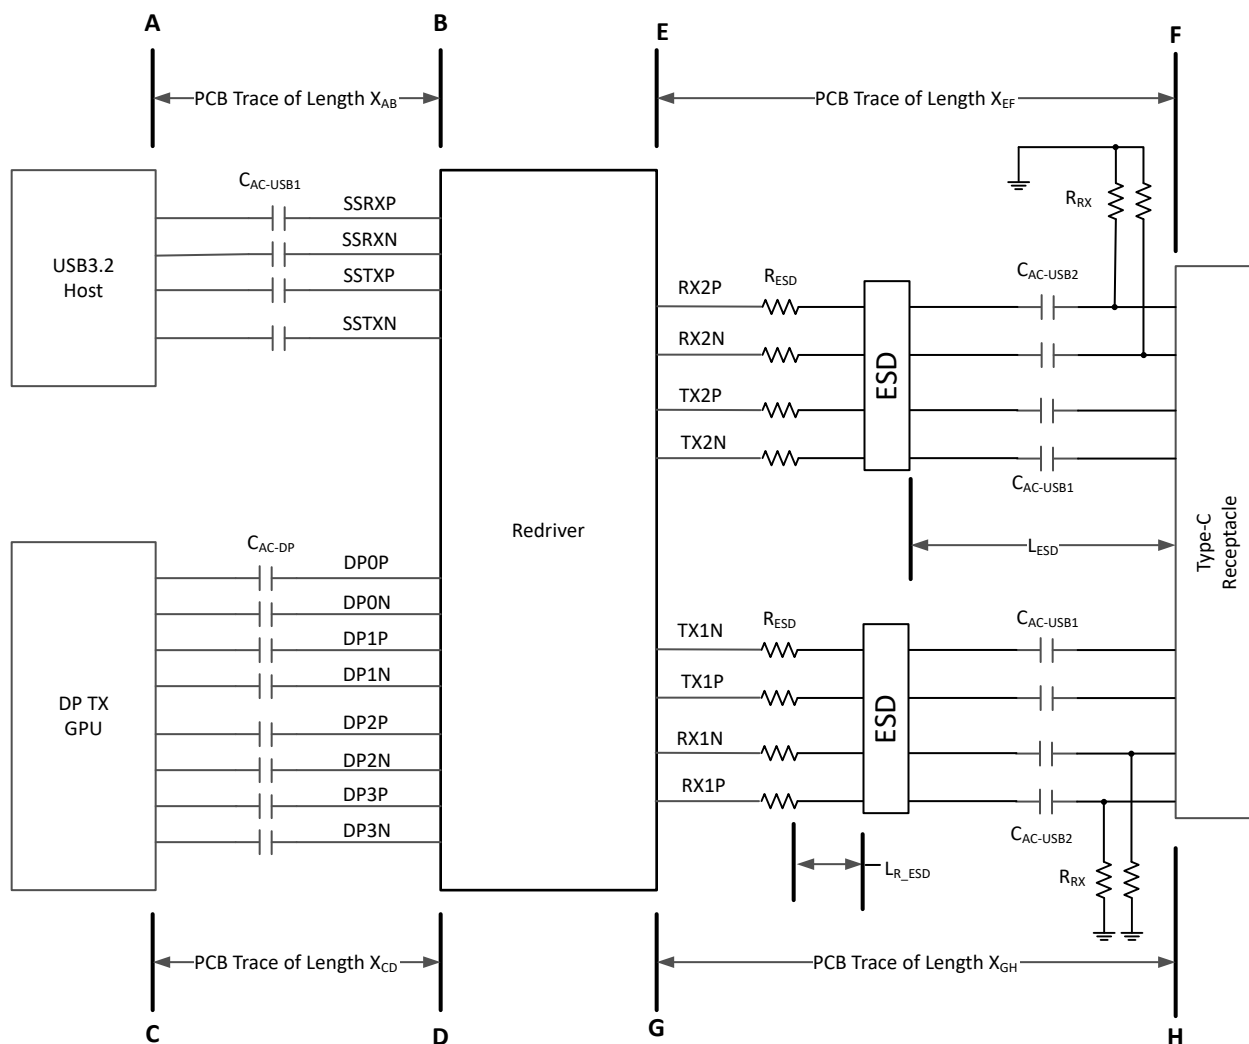 A
B
E
F
PCB Trace of Length XAB
PCB Trace of Length XEF
CAC-USB1
SSRXP
SSRXN
SSTXP
SSTXN
USB3.2
Host
RRX
RX2P
RX2N
TX2P
TX2N
RESD
ESD
CAC-USB2
CAC-USB1
Redriver
LESD
Type-C
Receptacle
CAC-DP
DP0P
DP0N
DP1P
DP1N
DP2P
DP2N
DP3P
DP3N
DP TX
GPU
TX1N
TX1P
RX1N
RX1P
RESD
ESD
CAC-USB1
CAC-USB2
LR_ESD
RRX
PCB Trace of Length XCD
PCB Trace of Length XGH
C
D
G
H